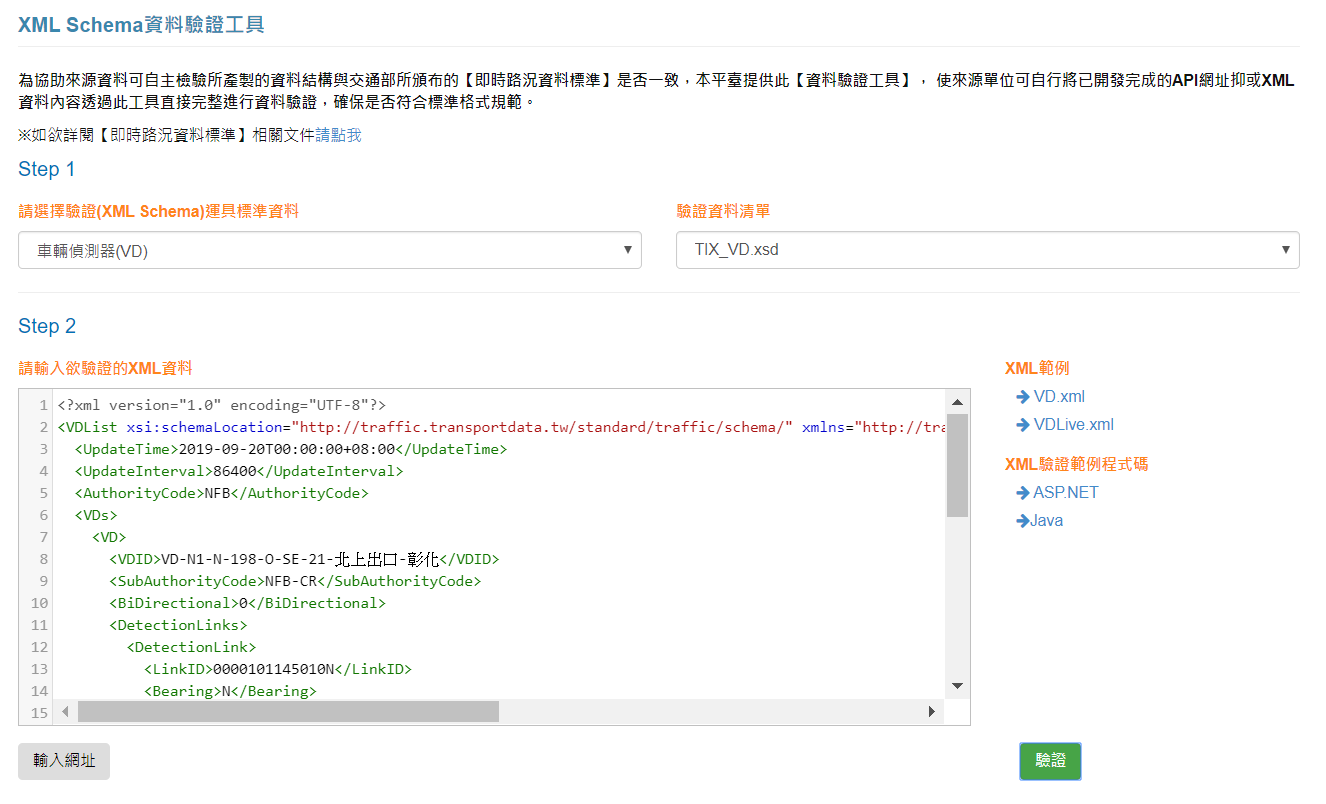 XML Schema資料驗證工具
為協助來源資料可自主檢驗所產製的資料結構與交通部所頒布的【即時路況資料標準】是否一致，本平臺提供此【資料驗證工具】， 使來源單位可自行將已開發完成的API網址抑或XML
資料內容透過此工具直接完整進行資料驗證，確保是否符合標準格式規範。
※如欲詳閱【即時路況資料標準】相關文件請點我
Step 1
請選擇驗證(XML Schema)運具標準資料
驗證資料清單
車輛偵測器(VD)
TIX_VD.xsd
Step 2
請輸入欲驗證的XML資料
1 <?xml version="1.0" encoding="UTF-8"?>
2 <VDList xsi:schemaLocation="http://traffic.transportdata.tw/standard/traffic/schema/" xmlns="http://tra
3 <UpdateTime>2019-09-20T00:00:00+08:00</UpdateTime>
4 <UpdateInterval>86400</UpdateInterval>
5 <AuthorityCode>NFB</AuthorityCode>
6 <VDs>
7 <VD>
8 <VDID>VD-N1-N-198-O-SE-21-北上出口-彰化</VDID>
9 <SubAuthorityCode>NFB-CR</SubAuthorityCode>
10 <BiDirectional>0</BiDirectional>
11 <DetectionLinks>
12 <DetectionLink>
13 <LinkID>0000101145010N</LinkID>
14 <Bearing>N</Bearing>
15
XML範例
VD.xml
VDLive.xml
XML驗證範例程式碼
ASP.NET
Java
輸入網址
驗證